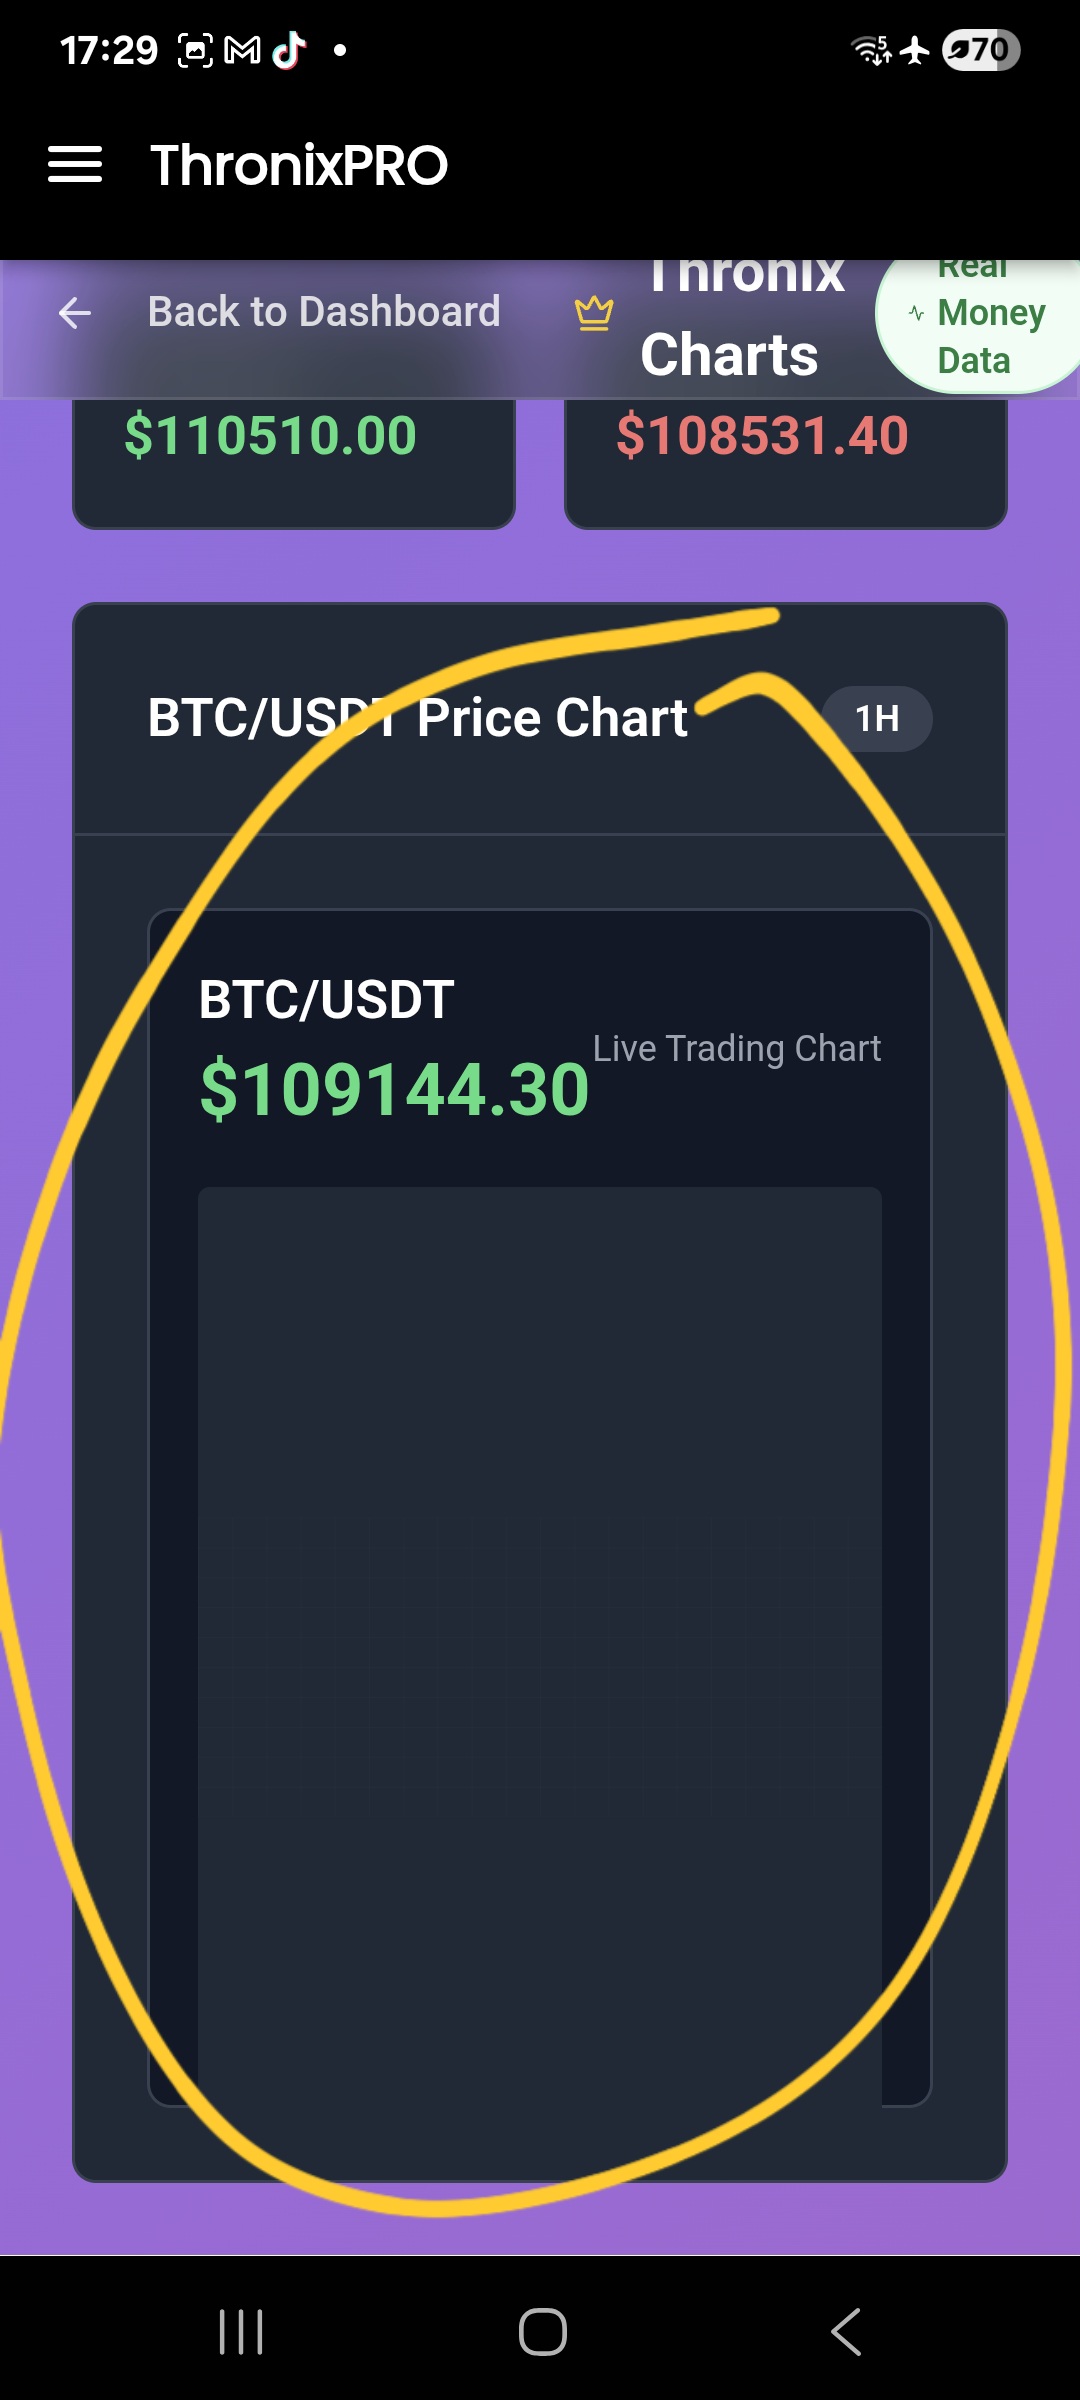 17:29
5
70
ThronixPRO
Back to Dashboard
Thronix
Charts
Real
Money
Data
$110510.00
$108531.40
BTC/USDT Price Chart
1H
BTC/USDT
$109144.30
Live Trading Chart